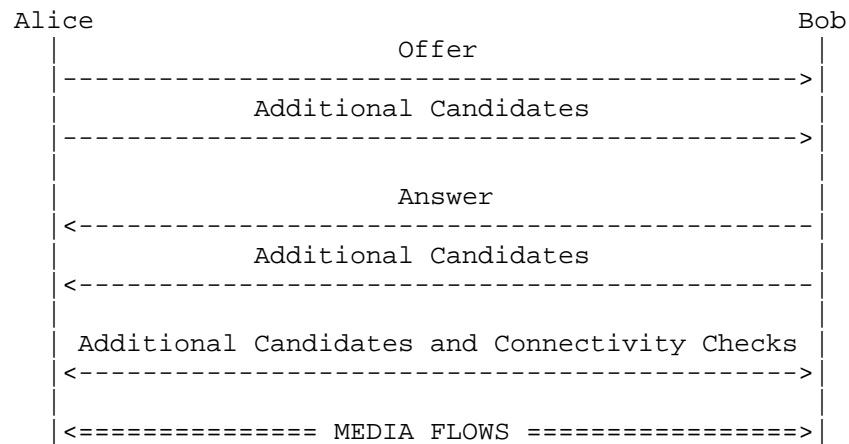 Alice Bob
Offer
Additional Candidates
Answer
Additional Candidates
Additional Candidates and Connectivity Checks
MEDIA FLOWS